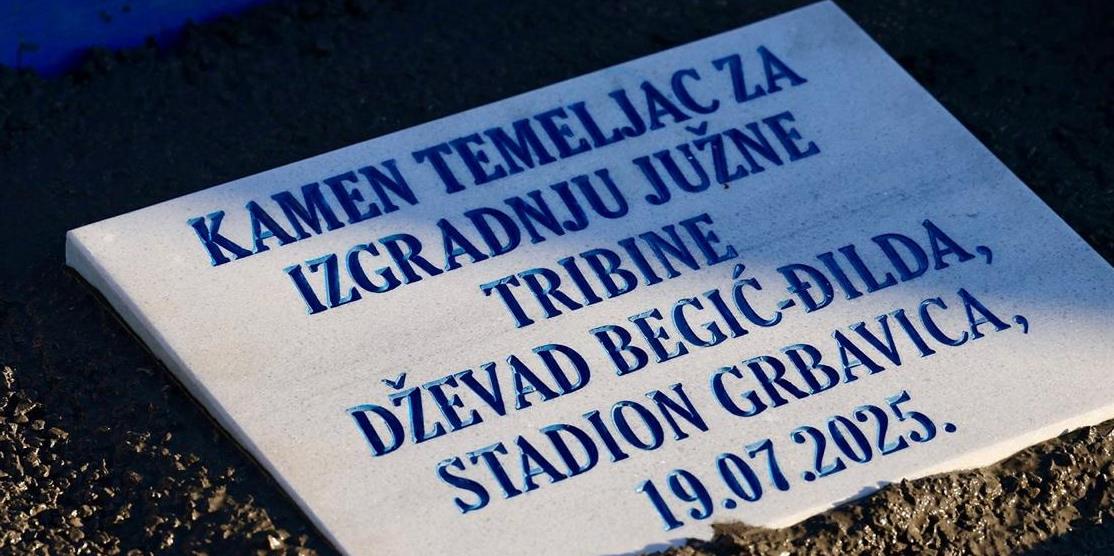 KAMEN TEMELJAC ZA
IZGRADNJU JUŽNE
TRIBINE
DŽEVAD BEGIĆ-ĐILDA,
STADION GRBAVICA,
19.07.2025.